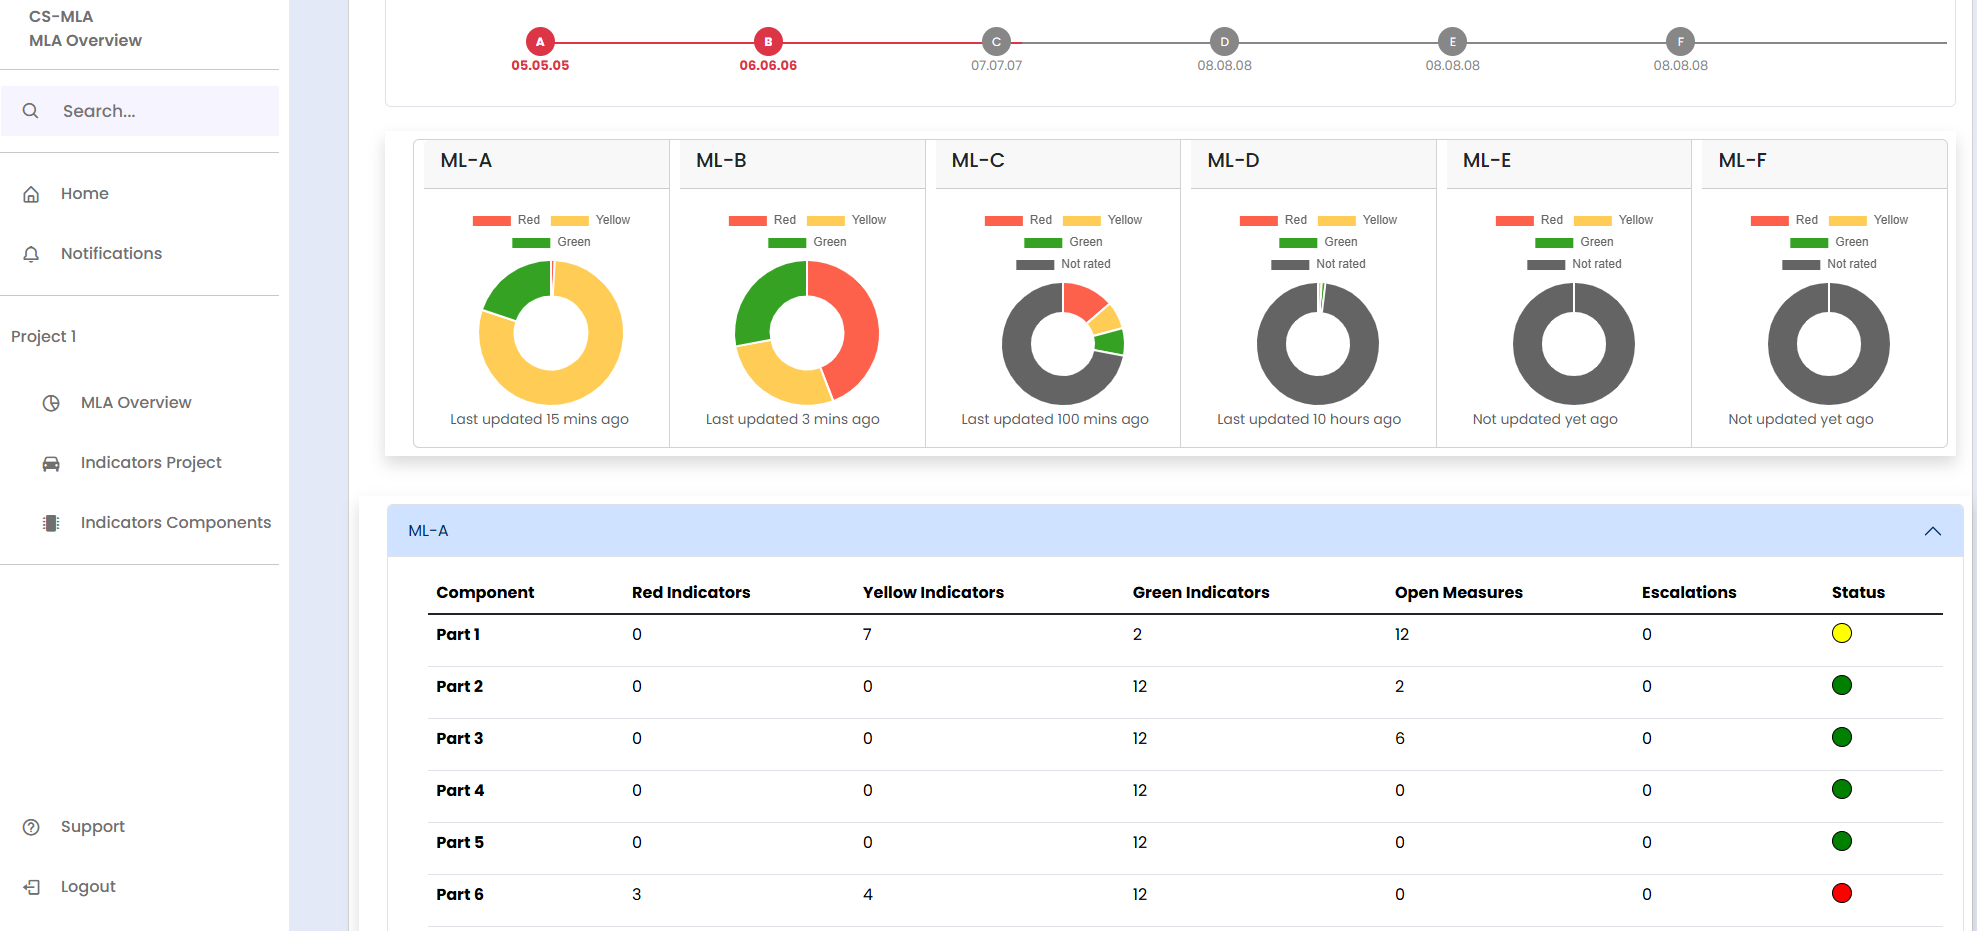 CS-MLA
MLA Overview
Search...
Home
Notifications
Project 1
MLA Overview
Indicators Project
Indicators Components
Support
Logout
A B C D E F
05.05.05 06.06.06 07.07.07 08.08.08 08.08.08 08.08.08
ML-A ML-B ML-C ML-D ML-E ML-F
Red Yellow Red Yellow Red Yellow Red Yellow Red Yellow Red Yellow
Green Green Green Green Green Green
Not rated Not rated Not rated Not rated
Last updated 15 mins ago Last updated 3 mins ago Last updated 100 mins ago Last updated 10 hours ago Not updated yet ago Not updated yet ago
ML-A
Component Red Indicators Yellow Indicators Green Indicators Open Measures Escalations Status
Part 1 0 7 2 12 0
Part 2 0 0 12 2 0
Part 3 0 0 12 6 0
Part 4 0 0 12 0 0
Part 5 0 0 12 0 0
Part 6 3 4 12 0 0